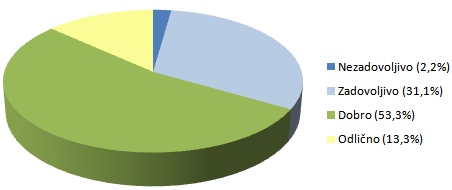 Nezadovoljivo (2,2%)
Zadovoljivo (31,1%)
Dobro (53,3%)
Odlično (13,3%)